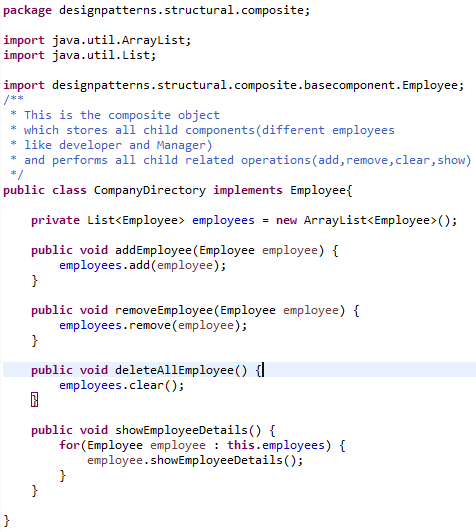 package designpatterns.structural.composite;
import java.util.ArrayList;
import java.util.List;
import designpatterns.structural.composite.basecomponent.Employee;
/**
 * This is the composite object
 * which stores all child components(different employees
 * like developer and Manager)
 * and performs all child related operations(add,remove,clear,show)
 */
public class CompanyDirectory implements Employee{
    private List<Employee> employees = new ArrayList<Employee>();
    public void addEmployee(Employee employee) {
        employees.add(employee);
    }
    public void removeEmployee(Employee employee) {
        employees.remove(employee);
    }
    public void deleteAllEmployee() {
        employees.clear();
    }
    public void showEmployeeDetails() {
        for(Employee employee : this.employees) {
            employee.showEmployeeDetails();
        }
    }
}